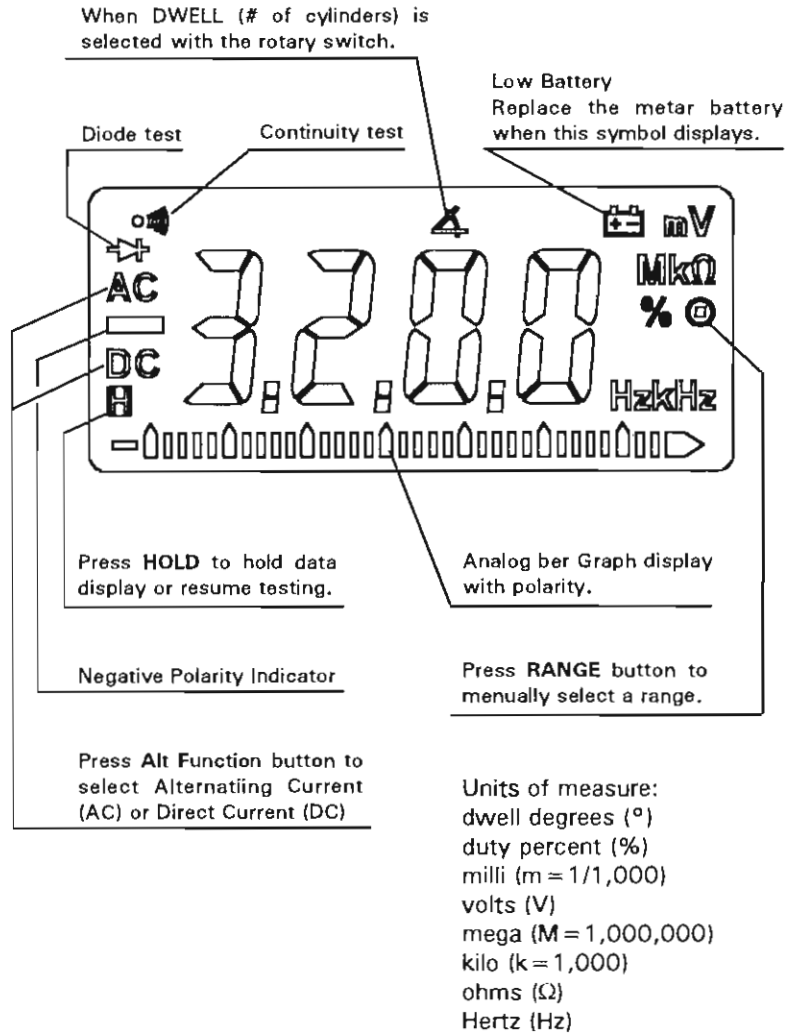 When DWELL (# of cylinders) is
selected with the rotary switch.
Low Battery
Replace the metar battery
when this symbol displays.
Diode test
Continuity test
mV
AC
MkΩ
%
3.2.0.0
DC
H
HzkHz
Press HOLD to hold data
display or resume testing.
Analog ber Graph display
with polarity.
Negative Polarity Indicator
Press RANGE button to
menually select a range.
Press Alt Function button to
select Alternatiing Current
(AC) or Direct Current (DC)
Units of measure:
dwell degrees (º)
duty percent (%)
milli (m = 1/1,000)
volts (V)
mega (M = 1,000,000)
kilo (k = 1,000)
ohms (Ω)
Hertz (Hz)